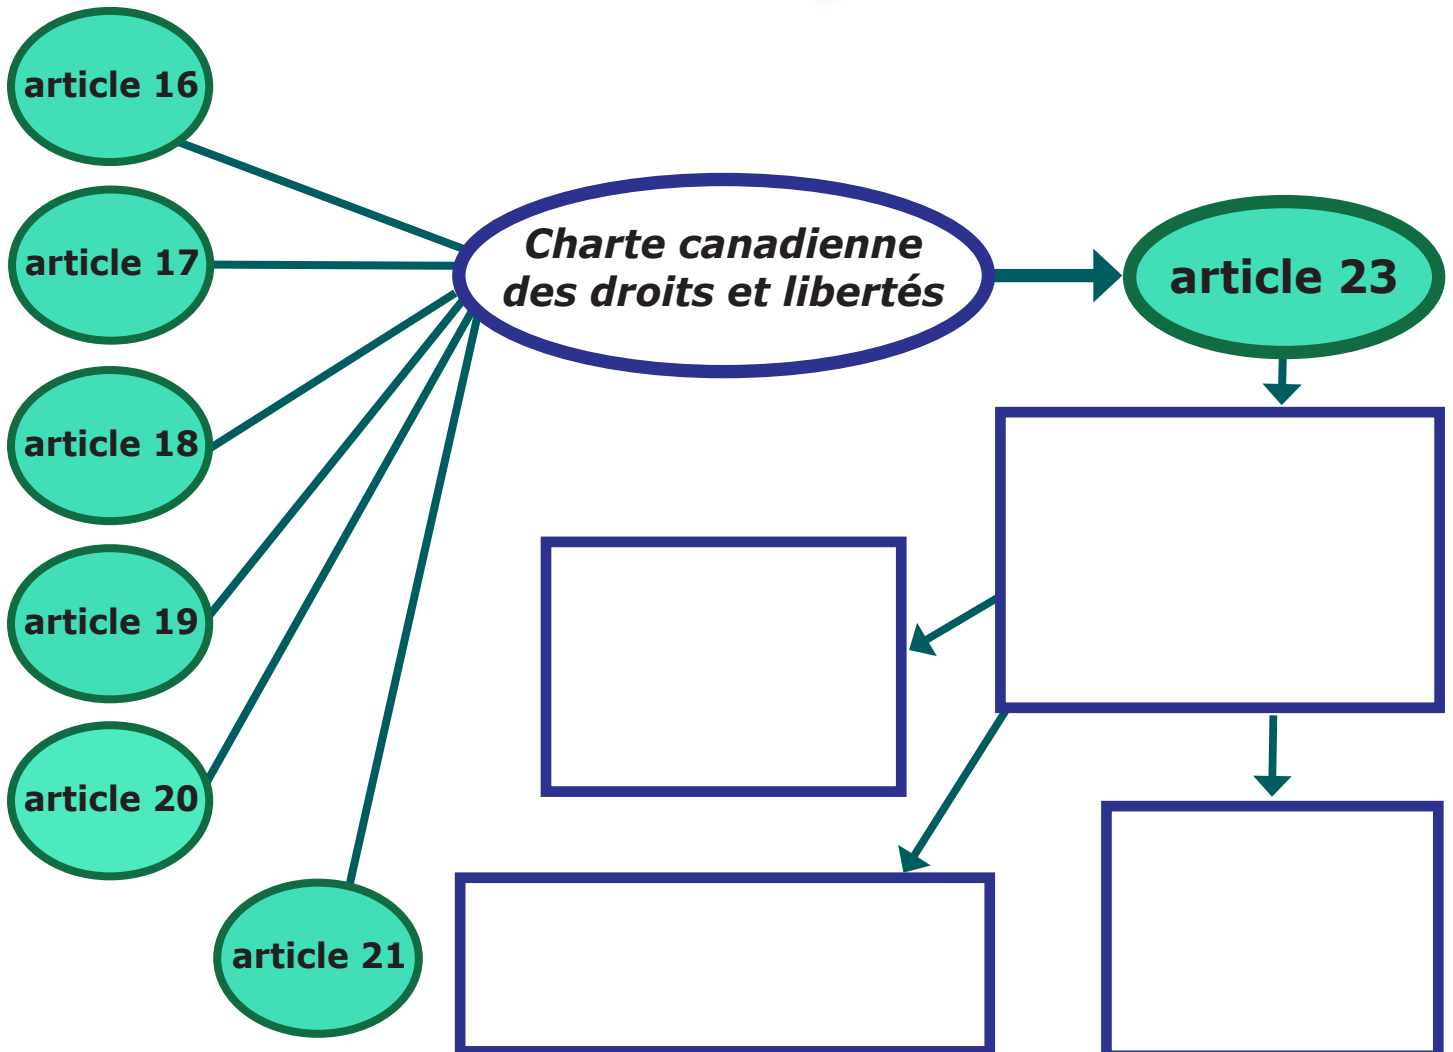 article 16
article 17
article 18
article 19
article 20
article 21
Charte canadienne
des droits et libertés
article 23